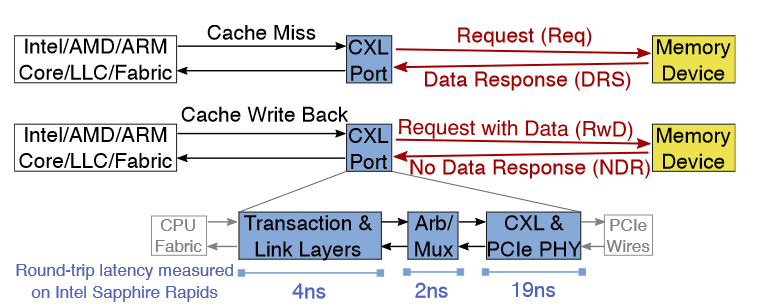 Cache Miss
Intel/AMD/ARM
Core/LLC/Fabric
CXL
Port
Request (Req)
Data Response (DRS)
Memory
Device
Cache Write Back
Intel/AMD/ARM
Core/LLC/Fabric
CXL
Port
Request with Data (RwD)
No Data Response (NDR)
Memory
Device
CPU
Fabric
Transaction &
Link Layers
Arb/
Mux
CXL &
PCIe PHY
PCIe
Wires
Round-trip latency measured
on Intel Sapphire Rapids
4ns
2ns
19ns